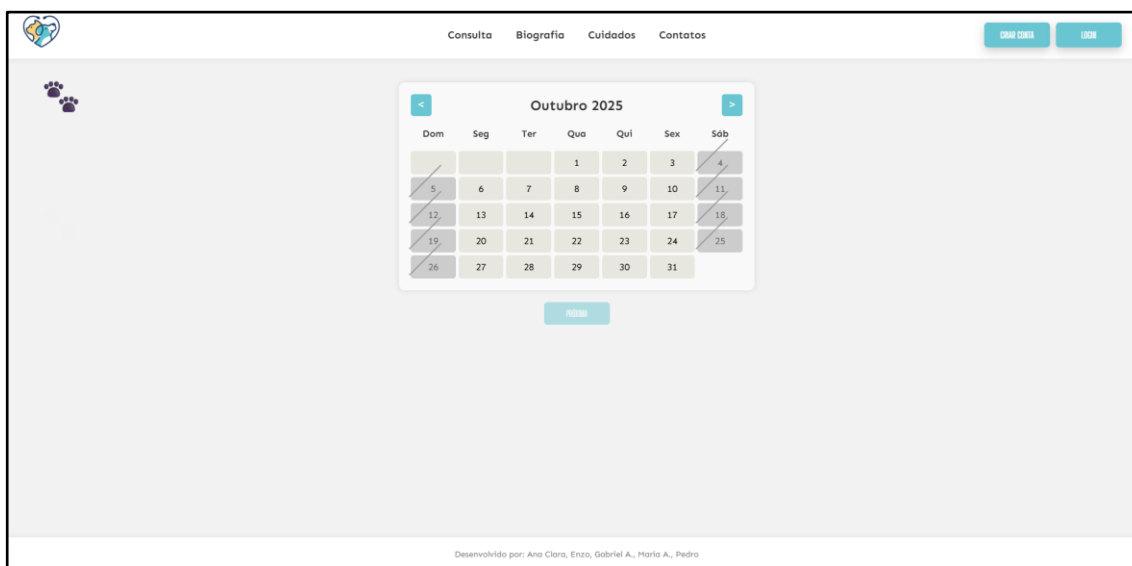 Consulta Biografia Cuidados Contatos CRIAR CONTA LOGIN
< Outubro 2025 >
Dom Seg Ter Qua Qui Sex Sáb
1 2 3 4
5 6 7 8 9 10 11
12 13 14 15 16 17 18
19 20 21 22 23 24 25
26 27 28 29 30 31
PRÓXIMA
Desenvolvido por: Ana Clara, Enzo, Gabriel A., Maria A., Pedro